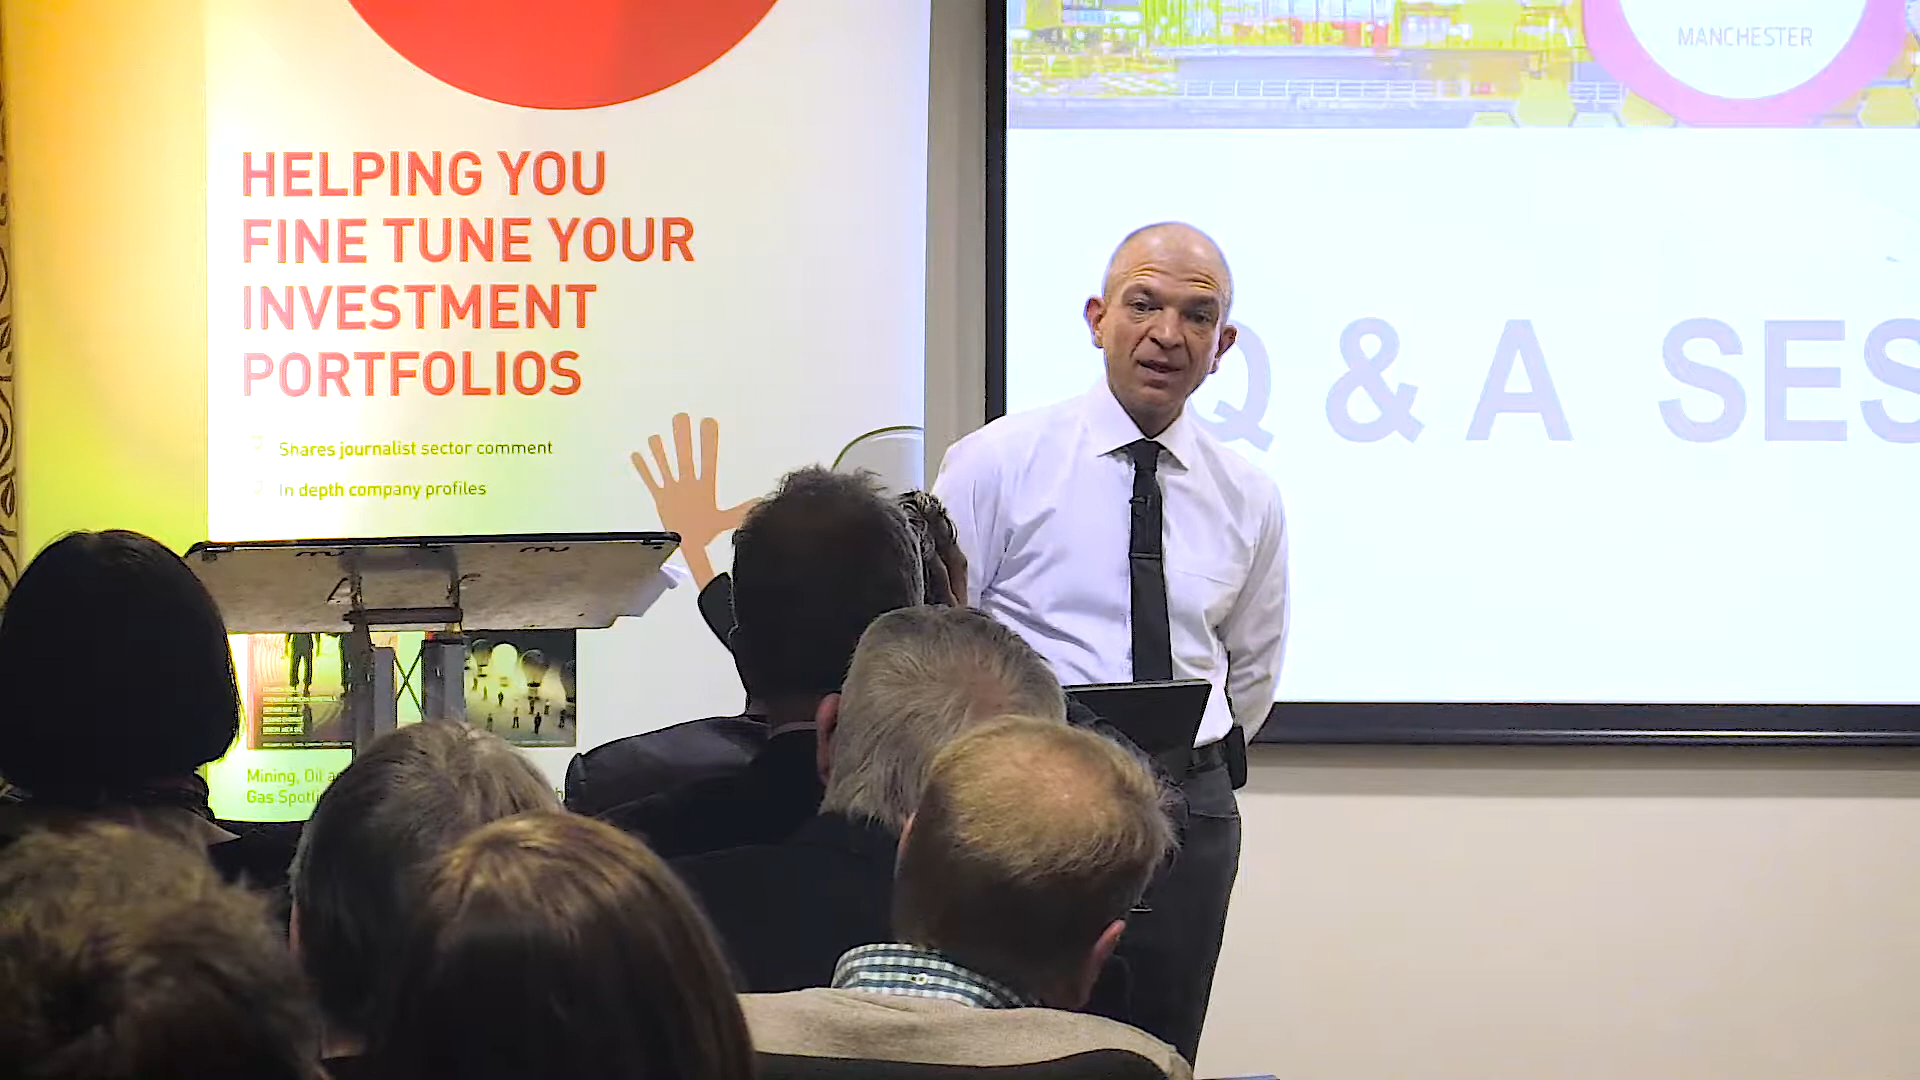 HELPING YOU
FINE TUNE YOUR
INVESTMENT
PORTFOLIOS
Shares journalist sector comment
In depth company profiles
Mining, Oil
Gas
MANCHESTER
Q & A SES